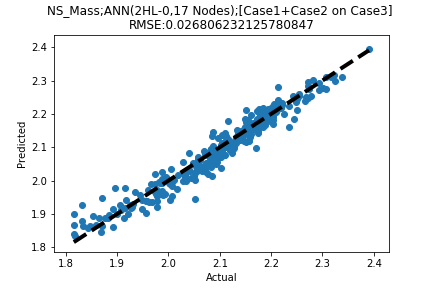 NS_Mass;ANN(2HL-0,17 Nodes);[Case1+Case2 on Case3]
RMSE:0.026806232125780847
2.4
2.3
2.2
2.1
2.0
1.9
1.8
Predicted
1.8 1.9 2.0 2.1 2.2 2.3 2.4
Actual